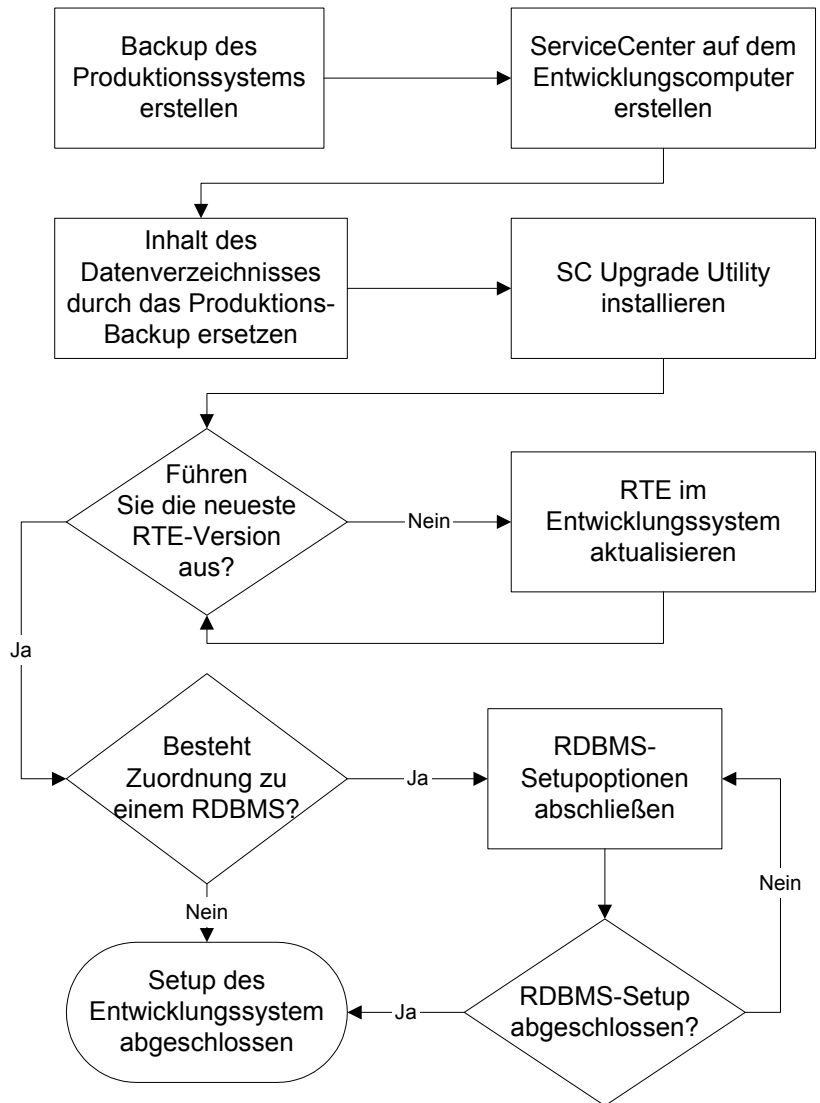 Backup des
Produktionssystems
erstellen
ServiceCenter auf dem
Entwicklungscomputer
erstellen
Inhalt des
Datenverzeichnisses
durch das Produktions-
Backup ersetzen
SC Upgrade Utility
installieren
Führen
Sie die neueste
RTE-Version
aus?
Nein
RTE im
Entwicklungssystem
aktualisieren
Ja
Besteht
Zuordnung zu
einem RDBMS?
Ja
RDBMS-
Setupoptionen
abschließen
Nein
Nein
Setup des
Entwicklungssystem
abgeschlossen
Ja
RDBMS-Setup
abgeschlossen?